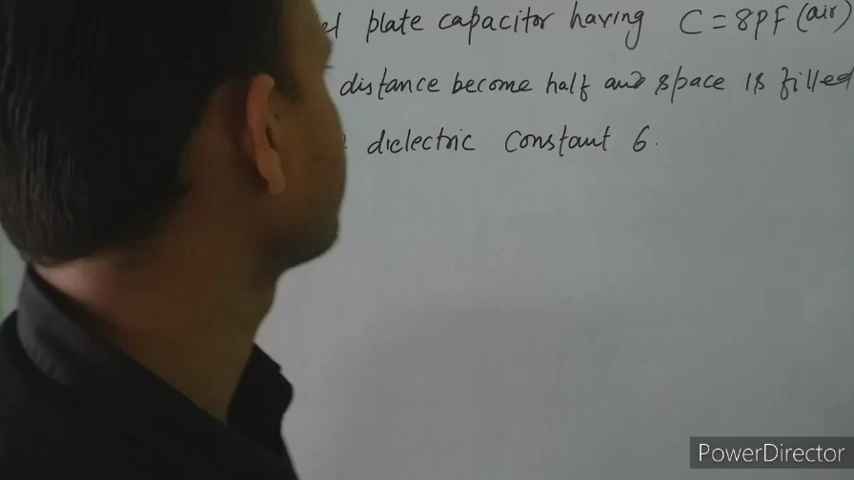 plate capacitor having C = 8PF (air)
distance become half and space is filled
dielectric constant 6.
PowerDirector